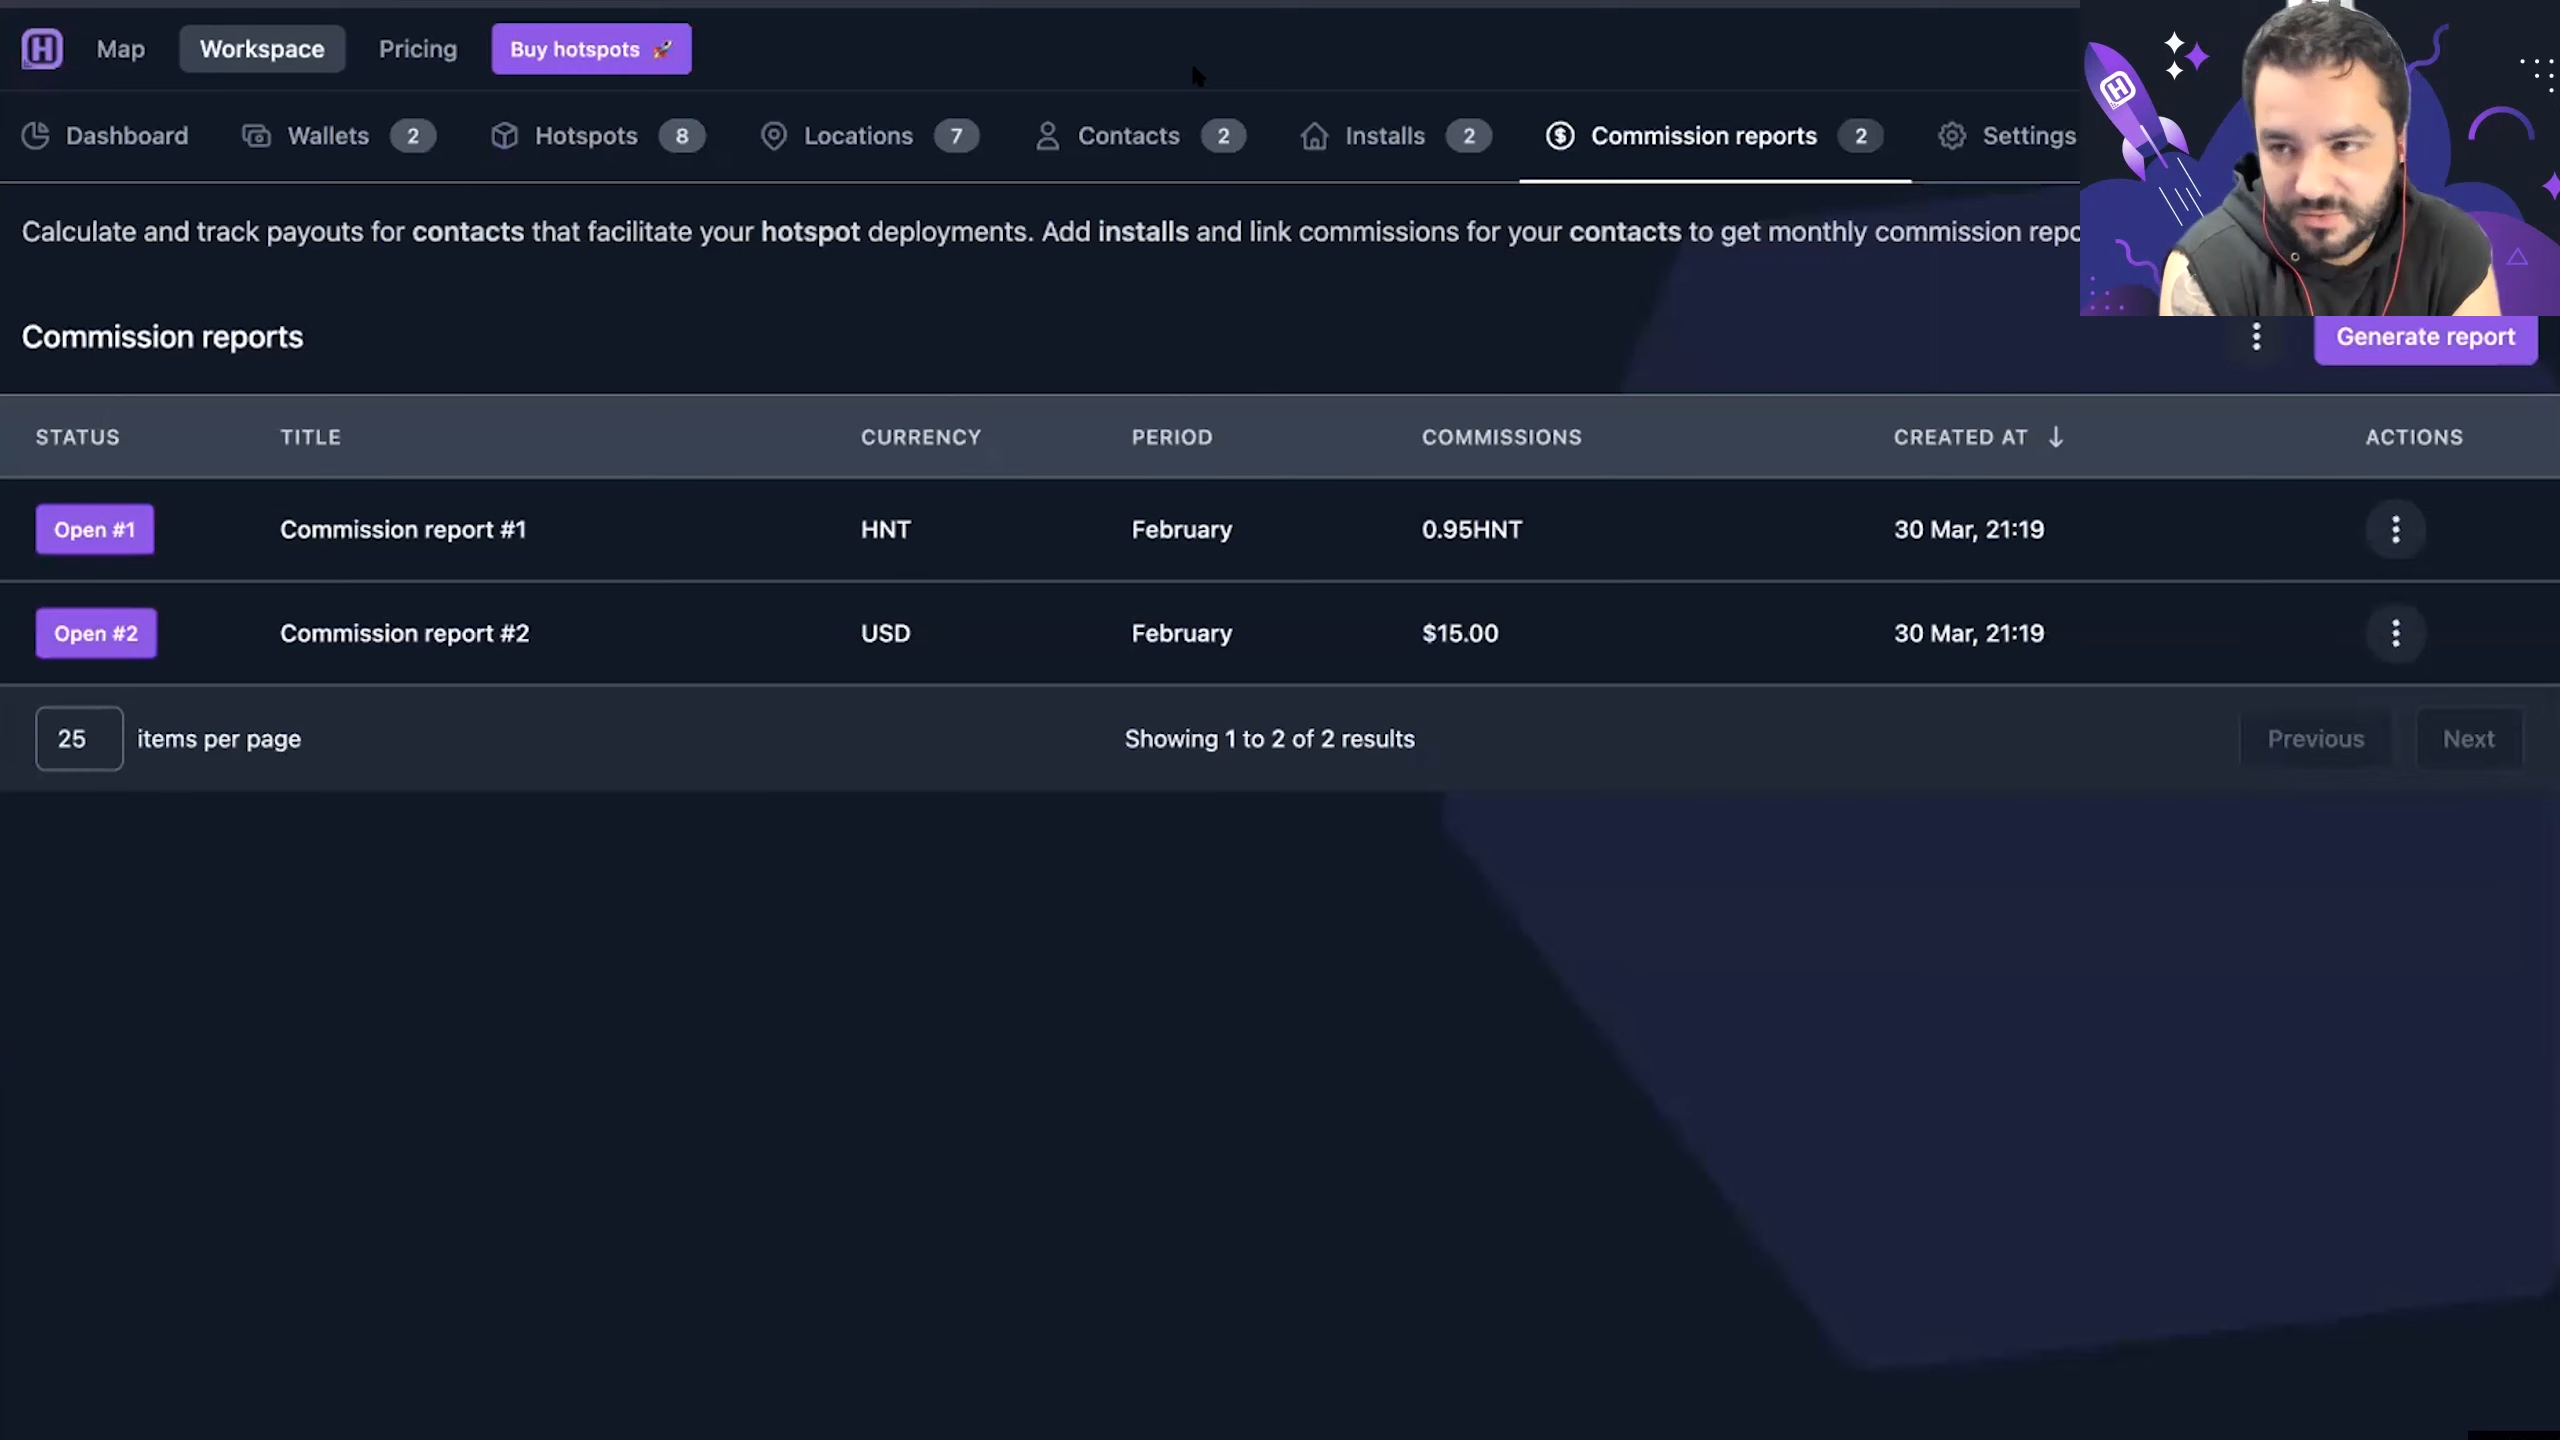 Map Workspace Pricing Buy hotspots 🚀
Dashboard Wallets 2 Hotspots 8 Locations 7 Contacts 2 Installs 2 Commission reports 2 Settings
Calculate and track payouts for contacts that facilitate your hotspot deployments. Add installs and link commissions for your contacts to get monthly commission
Commission reports Generate report
STATUS TITLE CURRENCY PERIOD COMMISSIONS CREATED AT ↓ ACTIONS
Open #1 Commission report #1 HNT February 0.95HNT 30 Mar, 21:19
Open #2 Commission report #2 USD February $15.00 30 Mar, 21:19
25 items per page Showing 1 to 2 of 2 results Previous Next